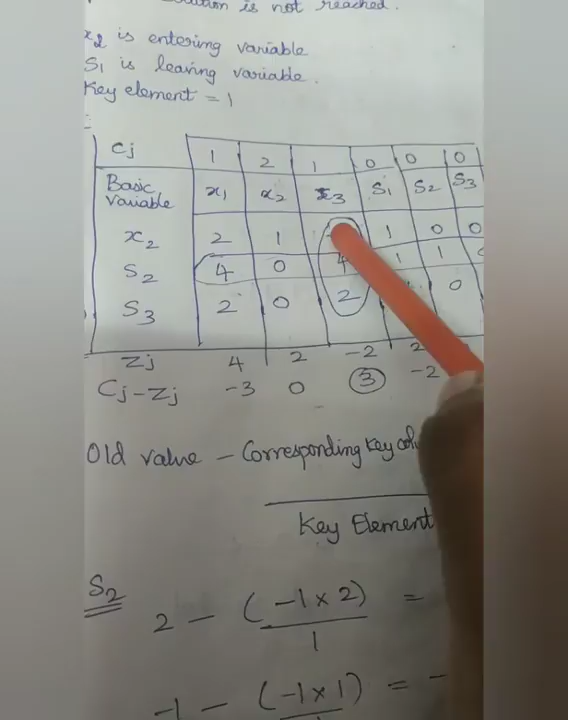 is not reached.
x2 is entering variable
S1 is leaving variable.
Key element = 1
Cj 1 2 1 0 0 0
Basic Variable x1 x2 x3 S1 S2 S3
x2 2 1 1 0 0
S2 4 0 4 1 1
S3 2 0 2 0
Zj 4 2 -2 2
Cj-Zj -3 0 3 -2
Old value - Corresponding Key
Key Element
S2 2 - (-1 x 2) =
1
-1 - (-1 x 1) = -